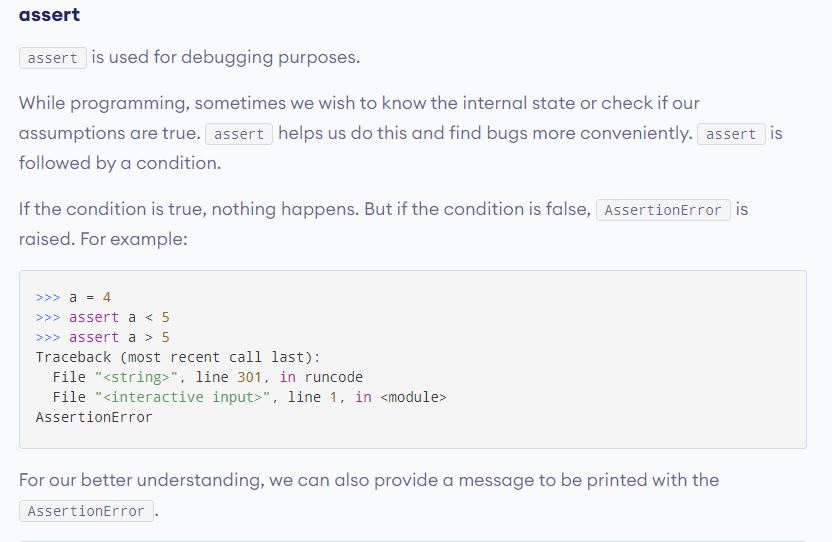 assert
assert is used for debugging purposes.
While programming, sometimes we wish to know the internal state or check if our
assumptions are true. assert helps us do this and find bugs more conveniently. assert is
followed by a condition.
If the condition is true, nothing happens. But if the condition is false, AssertionError is
raised. For example:
>>> a = 4
>>> assert a < 5
>>> assert a > 5
Traceback (most recent call last):
  File "<string>", line 301, in runcode
  File "<interactive input>", line 1, in <module>
AssertionError
For our better understanding, we can also provide a message to be printed with the
AssertionError.